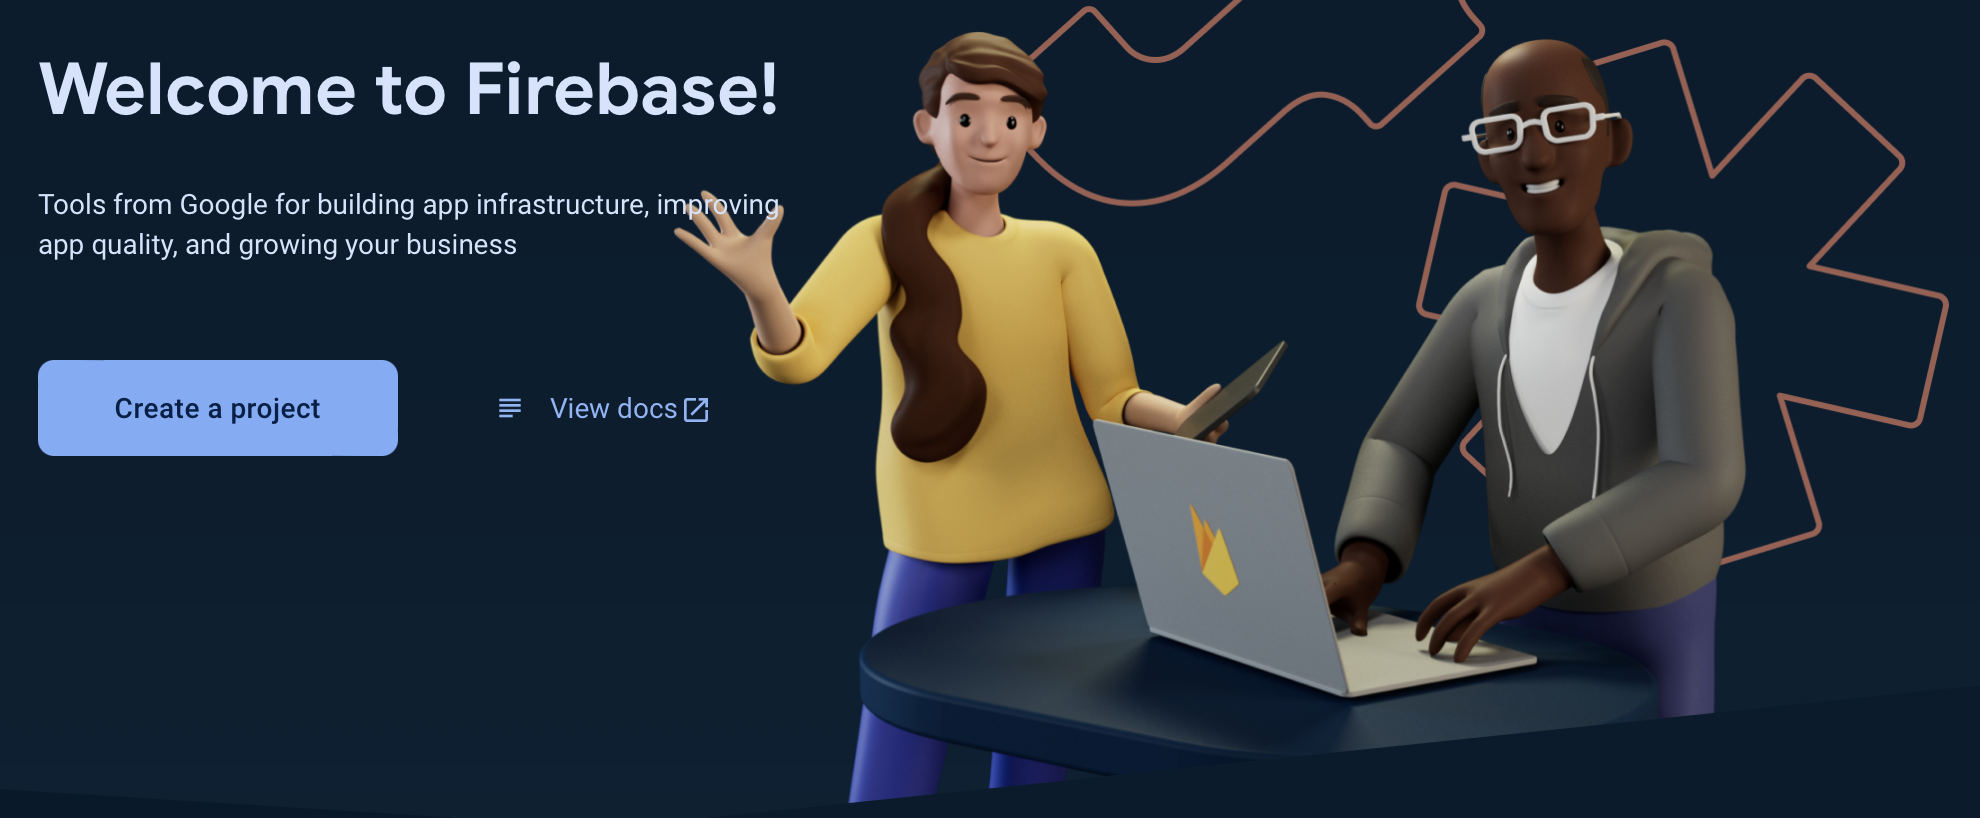 Welcome to Firebase!
Tools from Google for building app infrastructure, improving
app quality, and growing your business
Create a project
View docs